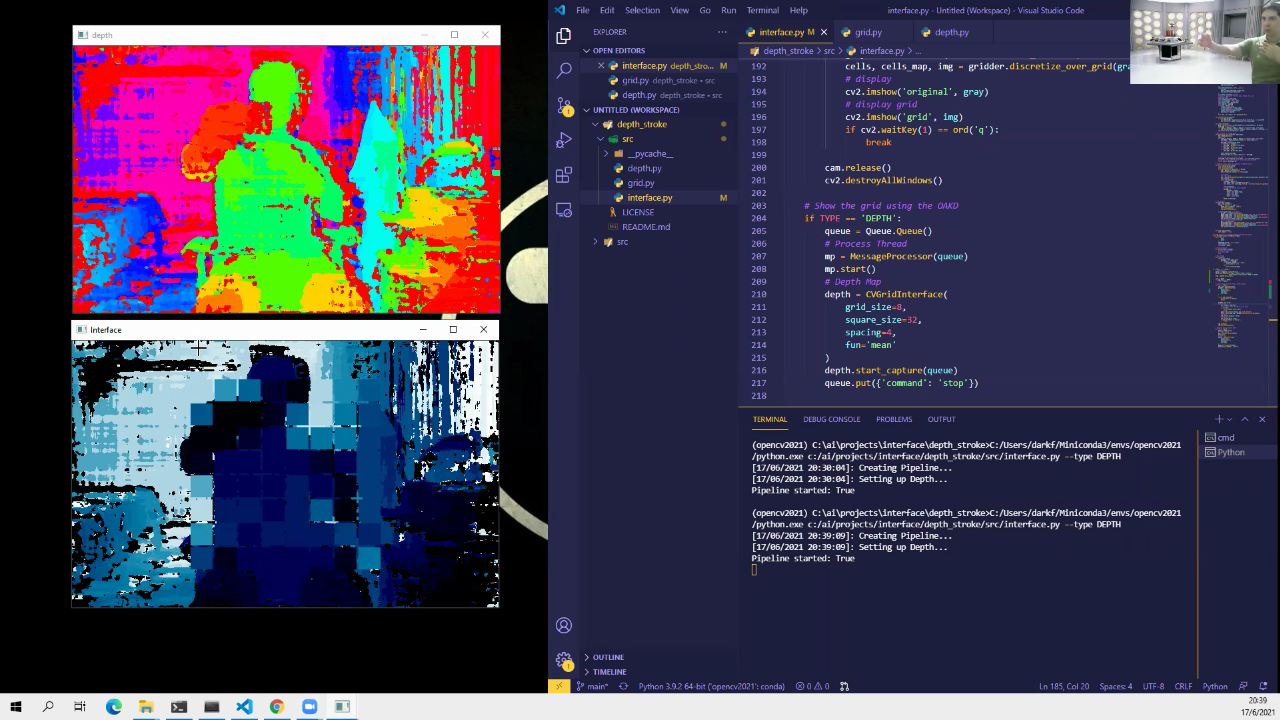 depth
Interface
File Edit Selection View Go Run Terminal Help
interface.py - Untitled (Workspace) - Visual Studio Code
EXPLORER
OPEN EDITORS
interface.py depth_stro... M
grid.py depth_stroke • src
depth.py depth_stroke • src
UNTITLED (WORKSPACE)
depth_stroke
src
__pycache__
depth.py
grid.py
interface.py M
LICENSE
README.md
src
OUTLINE
TIMELINE
interface.py M
grid.py
depth.py
depth_stroke > src > interface.py > ...
192 cells, cells_map, img = gridder.discretize_over_grid(gra
193 # display
194 cv2.imshow('original', gray)
195 # display grid
196 cv2.imshow('grid', img)
197 if cv2.waitKey(1) == ord('q'):
198 break
199
200 cam.release()
201 cv2.destroyAllWindows()
202
203 # Show the grid using the OAKD
204 if TYPE == 'DEPTH':
205 queue = Queue.Queue()
206 # Process Thread
207 mp = MessageProcessor(queue)
208 mp.start()
209 # Depth Map
210 depth = CVGridInterface(
211 grid_size=8,
212 square_size=32,
213 spacing=4,
214 fun='mean'
215 )
216 depth.start_capture(queue)
217 queue.put({'command': 'stop'})
218
TERMINAL DEBUG CONSOLE PROBLEMS OUTPUT
cmd
Python
(opencv2021) C:\ai\projects\interface\depth_stroke>C:/Users/darkf/Miniconda3/envs/opencv2021
/python.exe c:/ai/projects/interface/depth_stroke/src/interface.py --type DEPTH
[17/06/2021 20:30:04]: Creating Pipeline...
[17/06/2021 20:30:04]: Setting up Depth...
Pipeline started: True
(opencv2021) C:\ai\projects\interface\depth_stroke>C:/Users/darkf/Miniconda3/envs/opencv2021
/python.exe c:/ai/projects/interface/depth_stroke/src/interface.py --type DEPTH
[17/06/2021 20:39:09]: Creating Pipeline...
[17/06/2021 20:39:09]: Setting up Depth...
Pipeline started: True
main* Python 3.9.2 64-bit ('opencv2021': conda) 0 0 Ln 185, Col 20 Spaces: 4 UTF-8 CRLF Python
20:39
17/6/2021